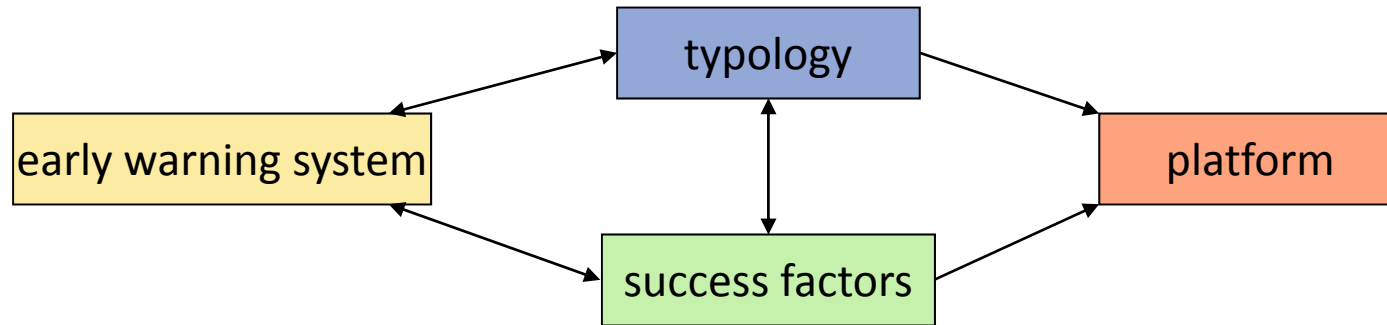 typology
early warning system
platform
success factors